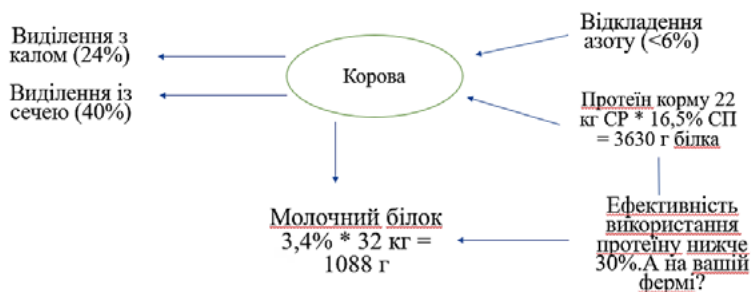 Виділення з
калом (24%)
Виділення із
сечею (40%)
Корова
Відкладення
азоту (<6%)
Протеїн корму 22
кг СР * 16,5% СП
= 3630 г білка
Молочний білок
3,4% * 32 кг =
1088 г
Ефективність
використання
протеїну нижче
30%.А на вашій
фермі?